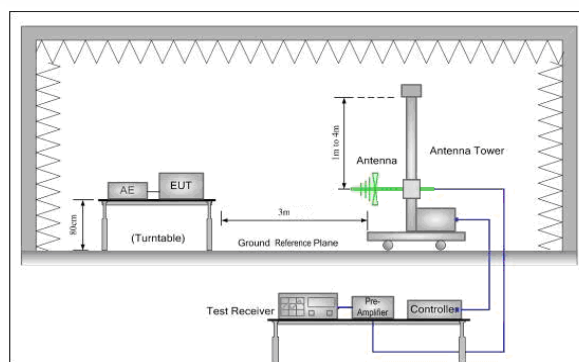 1m to 4m
Antenna
Antenna Tower
AE
EUT
80cm
(Turntable)
3m
Ground Reference Plane
Test Receiver
Pre-
Amplifier
Controller